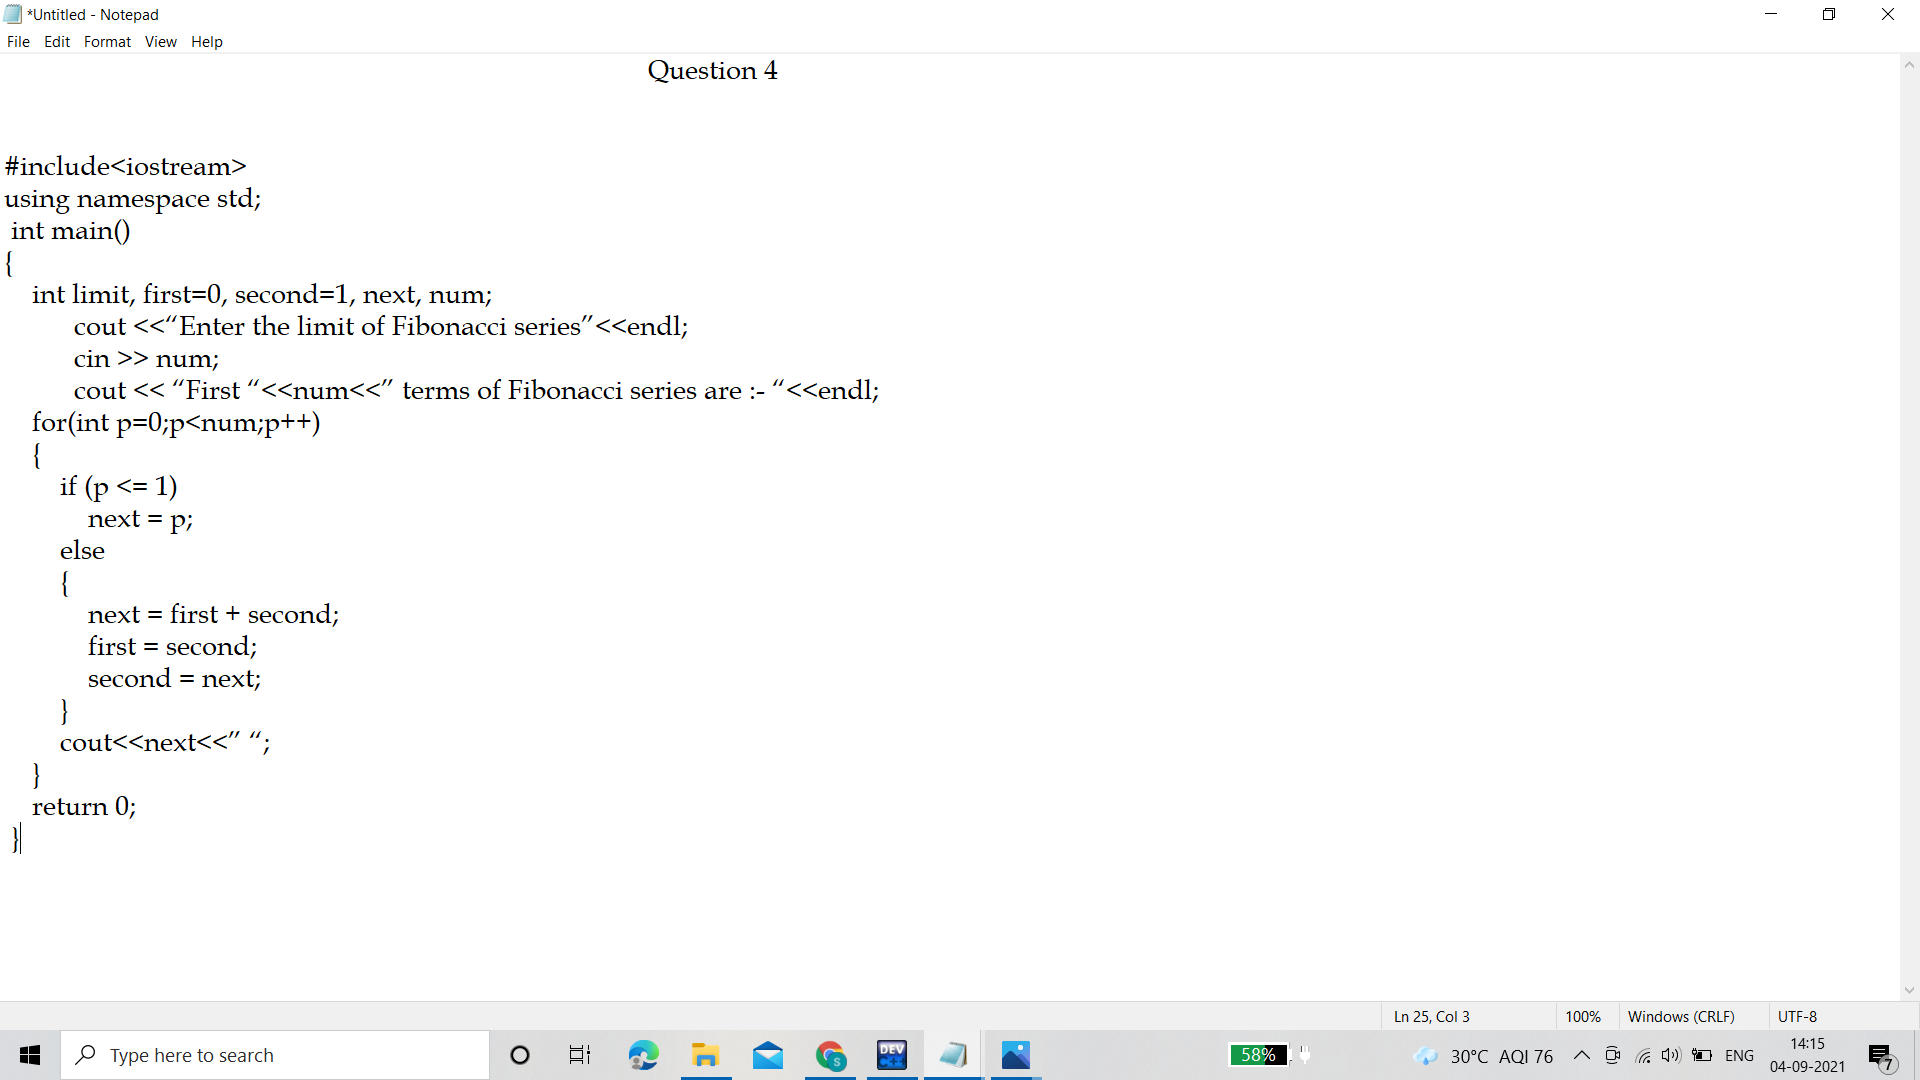 *Untitled - Notepad
File Edit Format View Help
Question 4
#include<iostream>
using namespace std;
int main()
{
int limit, first=0, second=1, next, num;
cout <<“Enter the limit of Fibonacci series”<<endl;
cin >> num;
cout << “First “<<num<<” terms of Fibonacci series are :- “<<endl;
for(int p=0;p<num;p++)
{
if (p <= 1)
next = p;
else
{
next = first + second;
first = second;
second = next;
}
cout<<next<<” “;
}
return 0;
}
Ln 25, Col 3 100% Windows (CRLF) UTF-8
Type here to search
S
DEV
C++
58%
30°C AQI 76
ENG
14:15
04-09-2021
7